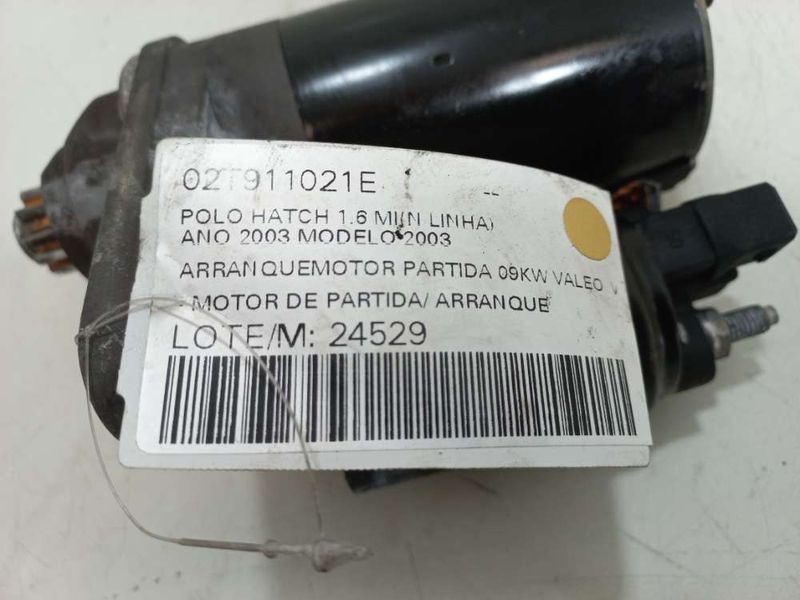 02T911021E --
POLO HATCH 1.6 MI(N LINHA)
ANO 2003 MODELO 2003
ARRANQUEMOTOR PARTIDA 09KW VALEO V
- MOTOR DE PARTIDA/ ARRANQUE
LOTE/M: 24529